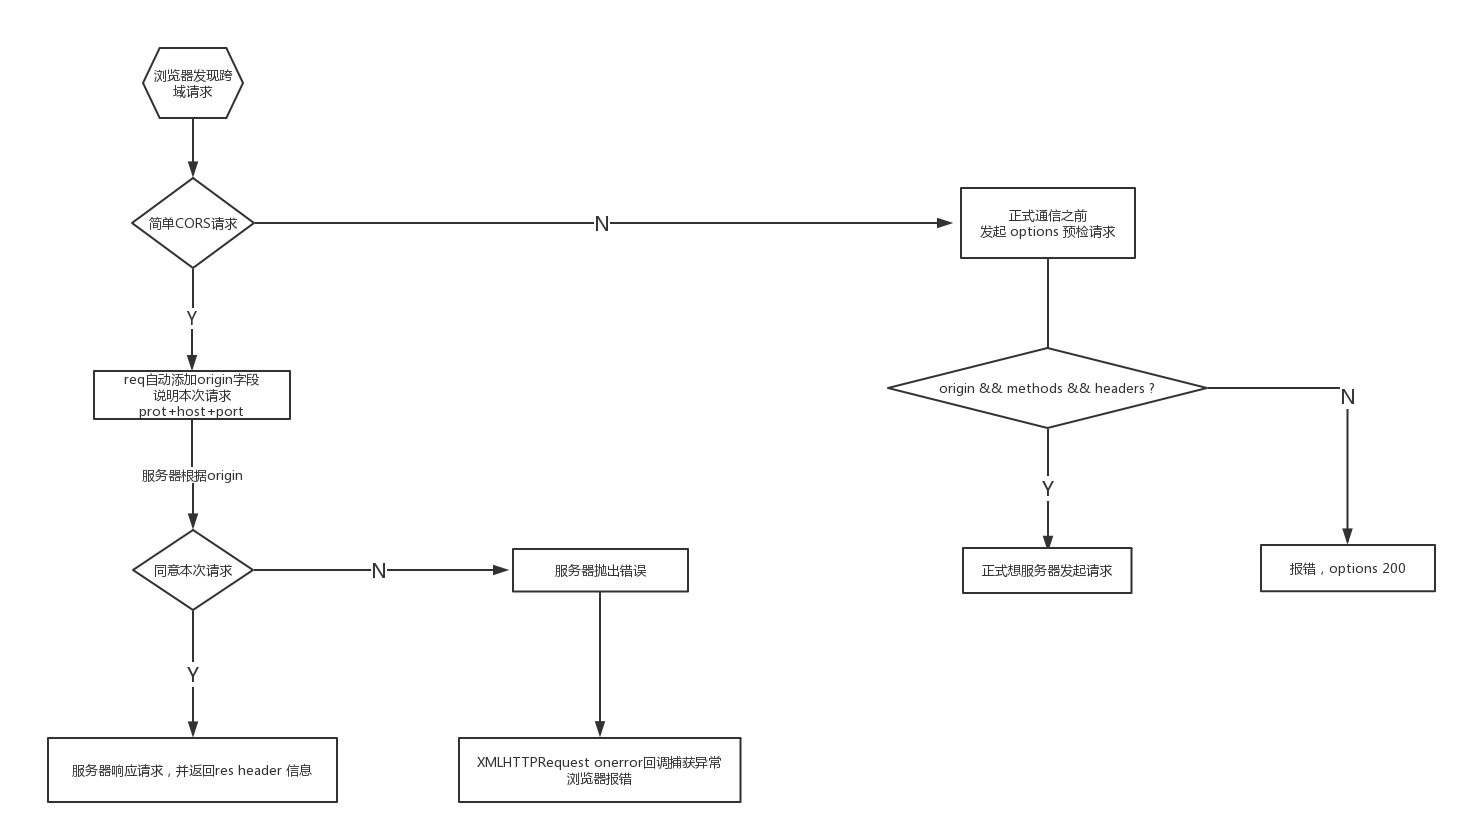 浏览器发现跨
域请求
简单CORS请求
N
正式通信之前
发起 options 预检请求
Y
req自动添加origin字段
说明本次请求
prot+host+port
origin && methods && headers ?
N
服务器根据origin
Y
同意本次请求
N
服务器抛出错误
正式想服务器发起请求
报错，options 200
Y
服务器响应请求，并返回res header 信息
XMLHTTPRequest onerror回调捕获异常
浏览器报错